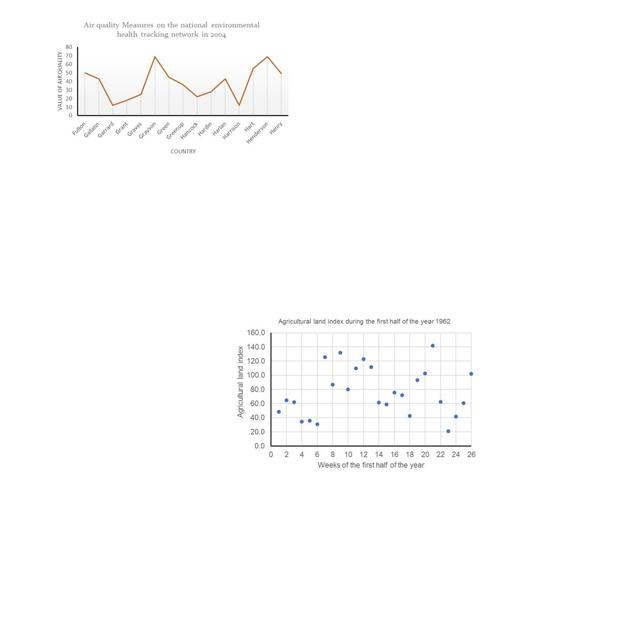 Air quality Measures on the national environmental
health tracking network in 2004
80
70
60
50
40
30
20
10
0
VALUE OF AIR QUALITY
Fulton
Gallatin
Garrard
Grant
Graves
Grayson
Green
Greenup
Hancock
Hardin
Harlan
Harrison
Hart
Henderson
Henry
COUNTRY
Agricultural land index during the first half of the year 1962
160.0
140.0
120.0
100.0
80.0
60.0
40.0
20.0
0.0
Agricultural land index
0 2 4 6 8 10 12 14 16 18 20 22 24 26
Weeks of the first half of the year